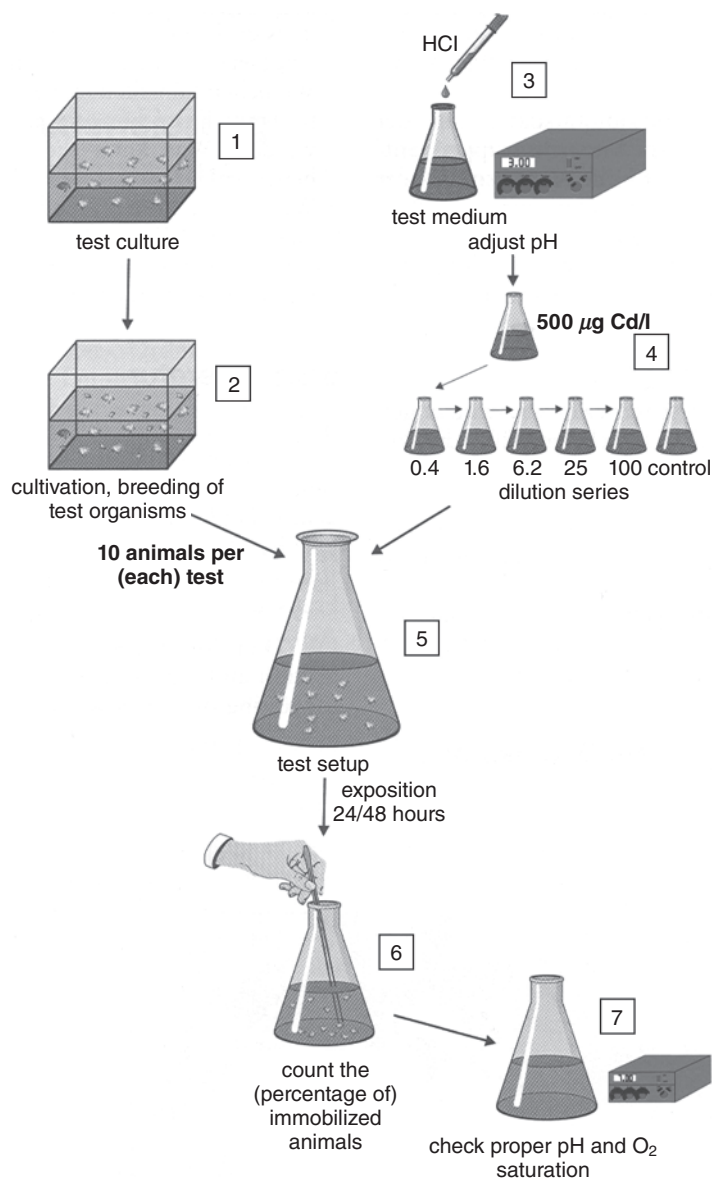 HCl
3
1
3.00
test medium
adjust pH
test culture
500 µg Cd/l
4
2
0.4 1.6 6.2 25 100 control
dilution series
cultivation, breeding of
test organisms
10 animals per
(each) test
5
test setup
exposition
24/48 hours
6
7
count the
(percentage of)
immobilized
animals
check proper pH and O₂
saturation